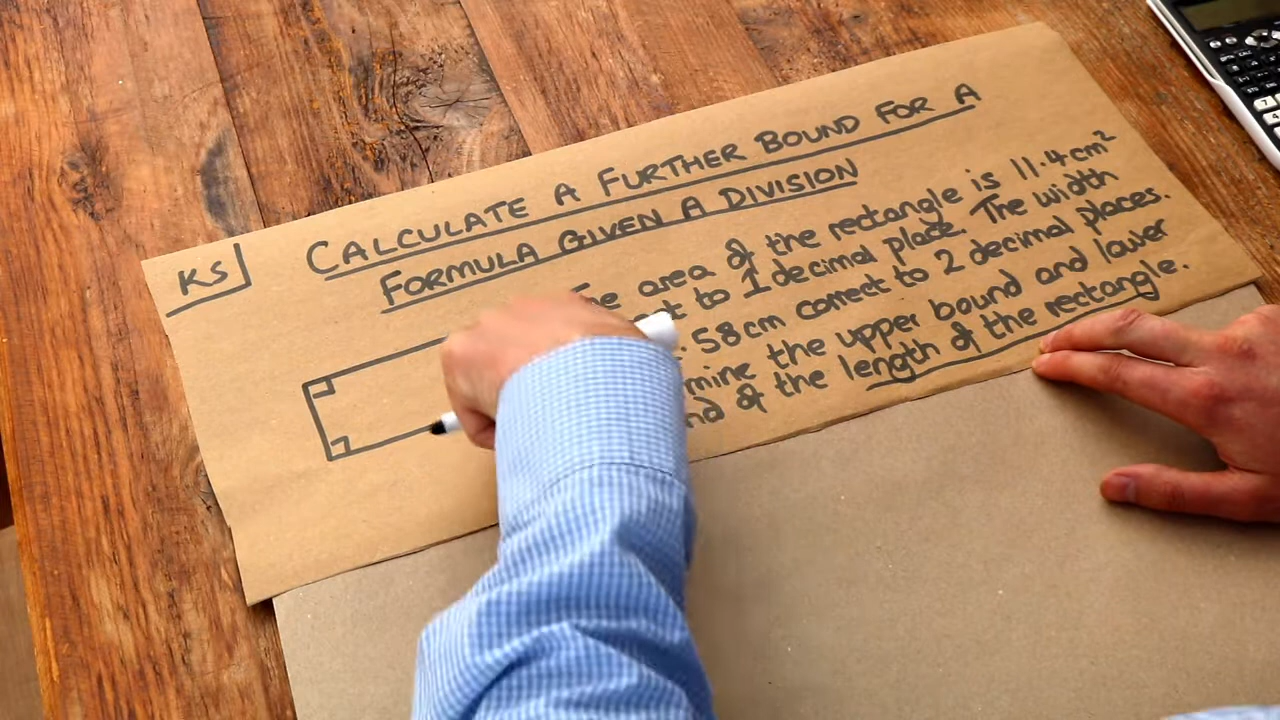 KS
CALCULATE A FURTHER BOUND FOR A
FORMULA GIVEN A DIVISION
area of the rectangle is 11.4cm²
to 1 decimal place. The width
.58cm correct to 2 decimal places.
the upper bound and lower
of the length of the rectangle.